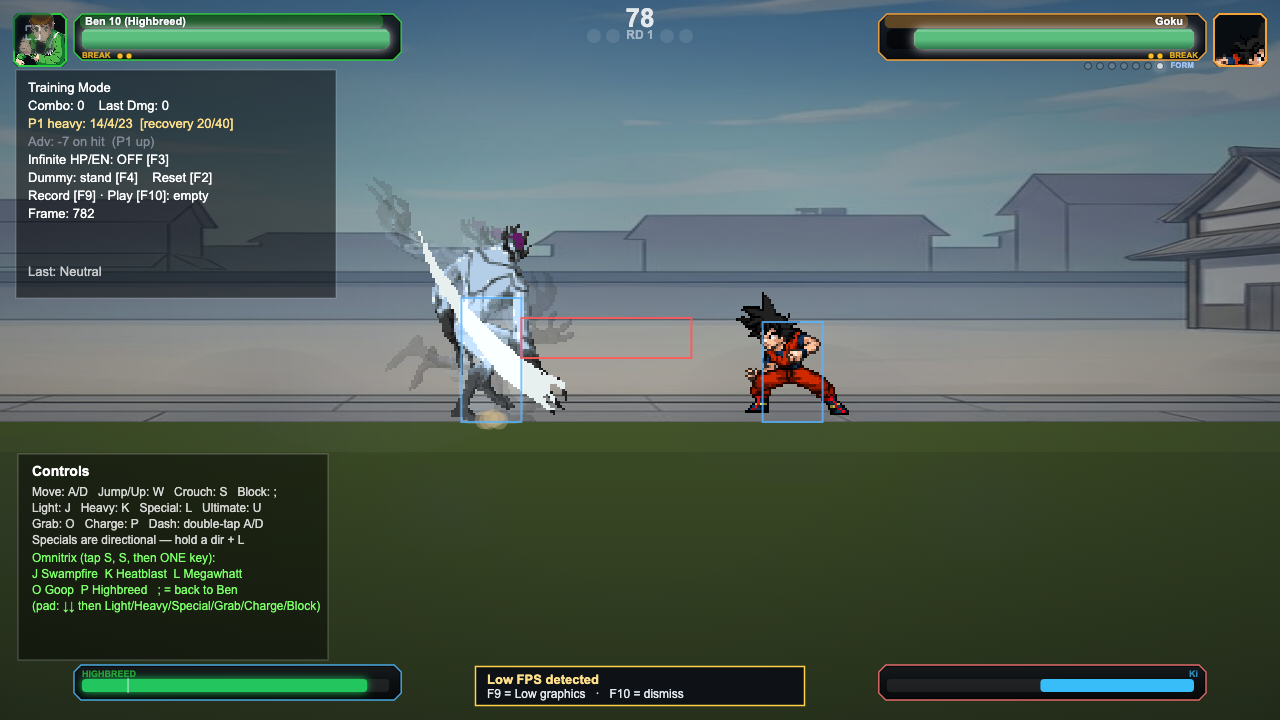 Ben 10 (Highbreed)
BREAK
78
RD 1
Goku
BREAK
FORM
Training Mode
Combo: 0    Last Dmg: 0
P1 heavy: 14/4/23  [recovery 20/40]
Adv: -7 on hit  (P1 up)
Infinite HP/EN: OFF [F3]
Dummy: stand [F4]    Reset [F2]
Record [F9] · Play [F10]: empty
Frame: 782
Last: Neutral
Controls
Move: A/D   Jump/Up: W   Crouch: S   Block: ;
Light: J   Heavy: K   Special: L   Ultimate: U
Grab: O   Charge: P   Dash: double-tap A/D
Specials are directional — hold a dir + L
Omnitrix (tap S, S, then ONE key):
J Swampfire  K Heatblast  L Megawhatt
O Goop  P Highbreed   ; = back to Ben
(pad: ↓↓ then Light/Heavy/Special/Grab/Charge/Block)
HIGHBREED
Low FPS detected
F9 = Low graphics   ·   F10 = dismiss
Ki